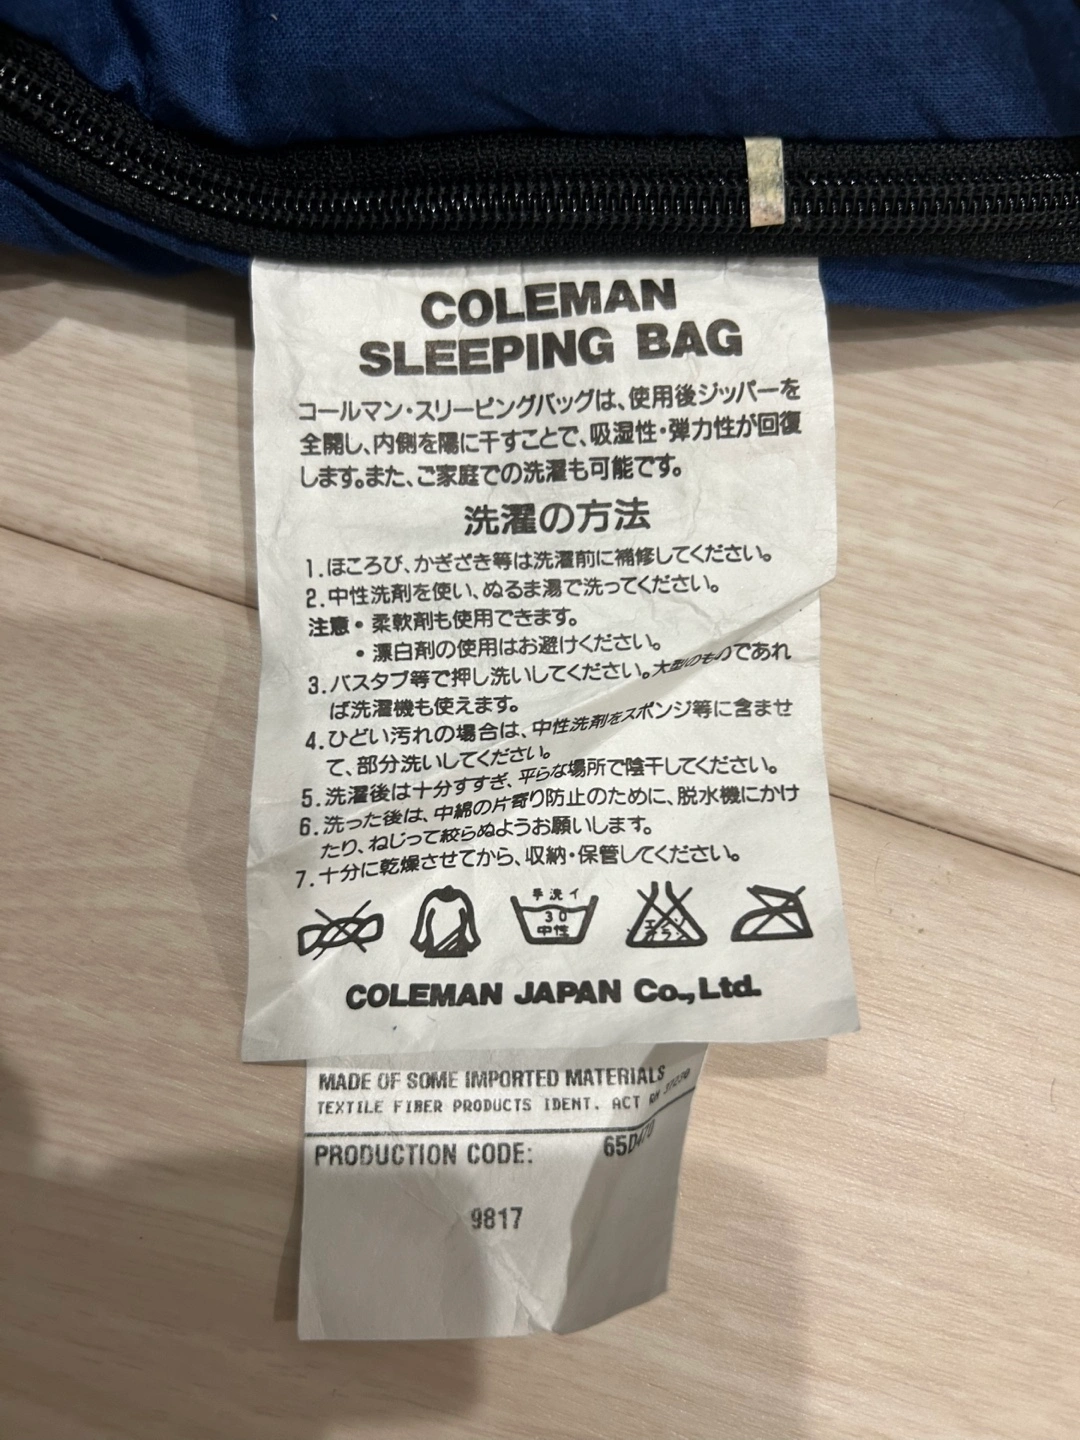 COLEMAN
SLEEPING BAG
コールマン・スリーピングバッグは、使用後ジッパーを
全開し、内側を陽に干すことで、吸湿性・弾力性が回復
します。また、ご家庭での洗濯も可能です。
洗濯の方法
1.ほころび、かぎざき等は洗濯前に補修してください。
2.中性洗剤を使い、ぬるま湯で洗ってください。
注意・柔軟剤も使用できます。
・漂白剤の使用はお避けください。
3.バスタブ等で押し洗いしてください。大型のものであれ
ば洗濯機も使えます。
4.ひどい汚れの場合は、中性洗剤をスポンジ等に含ませ
て、部分洗いしてください。
5.洗濯後は十分すすぎ、平らな場所で陰干してください。
6.洗った後は、中綿の片寄り防止のために、脱水機にかけ
たり、ねじって絞らぬようお願いします。
7.十分に乾燥させてから、収納・保管してください。
手洗イ
30
中性
エンソ
サラシ
COLEMAN JAPAN Co.,Ltd.
MADE OF SOME IMPORTED MATERIALS
TEXTILE FIBER PRODUCTS IDENT. ACT RN
PRODUCTION CODE: 65D470
9817